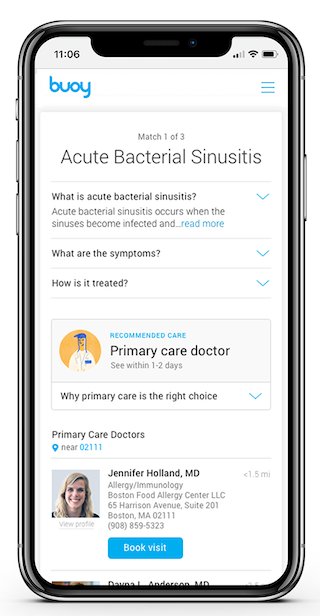 11:06
buoy
Match 1 of 3
Acute Bacterial Sinusitis
What is acute bacterial sinusitis?
Acute bacterial sinusitis occurs when the
sinuses become infected and...read more
What are the symptoms?
How is it treated?
RECOMMENDED CARE
Primary care doctor
See within 1-2 days
Why primary care is the right choice
Primary Care Doctors
near 02111
Jennifer Holland, MD <1.5 mi
Allergy/Immunology
Boston Food Allergy Center LLC
65 Harrison Avenue, Suite 201
Boston, MA 02111
(908) 859-5323
View profile
Book visit
Dayna L. Anderson, MD